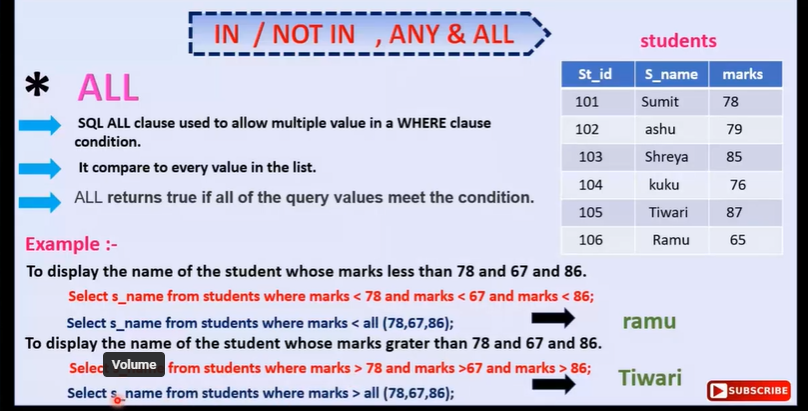 IN / NOT IN , ANY & ALL
students
* ALL
SQL ALL clause used to allow multiple value in a WHERE clause
condition.
It compare to every value in the list.
ALL returns true if all of the query values meet the condition.
St_id S_name marks
101 Sumit 78
102 ashu 79
103 Shreya 85
104 kuku 76
105 Tiwari 87
106 Ramu 65
Example :-
To display the name of the student whose marks less than 78 and 67 and 86.
Select s_name from students where marks < 78 and marks < 67 and marks < 86;
Select s_name from students where marks < all (78,67,86);
ramu
To display the name of the student whose marks grater than 78 and 67 and 86.
Volume
from students where marks > 78 and marks >67 and marks > 86;
Select s_name from students where marks > all (78,67,86);
Tiwari
SUBSCRIBE